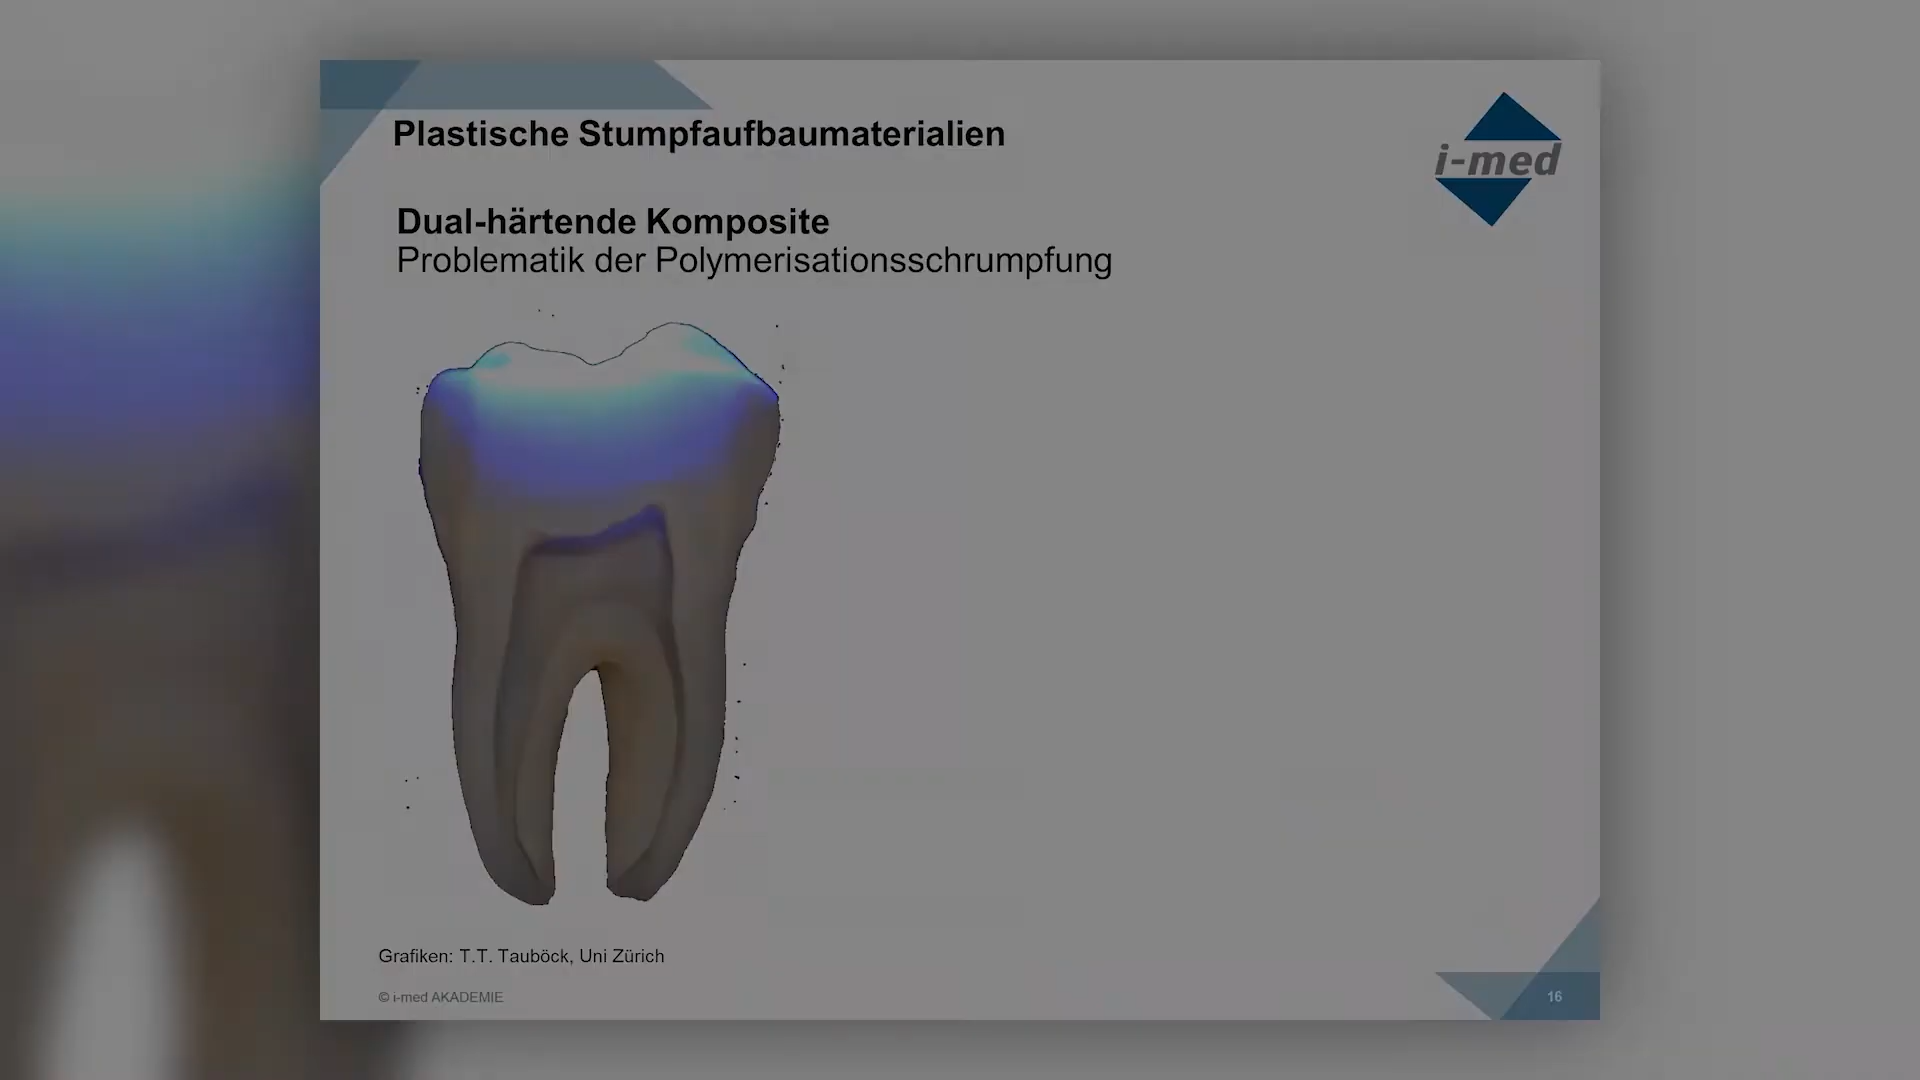 Plastische Stumpfaufbaumaterialien
i-med
Dual-härtende Komposite
Problematik der Polymerisationsschrumpfung
Grafiken: T.T. Tauböck, Uni Zürich
© i-med AKADEMIE
16